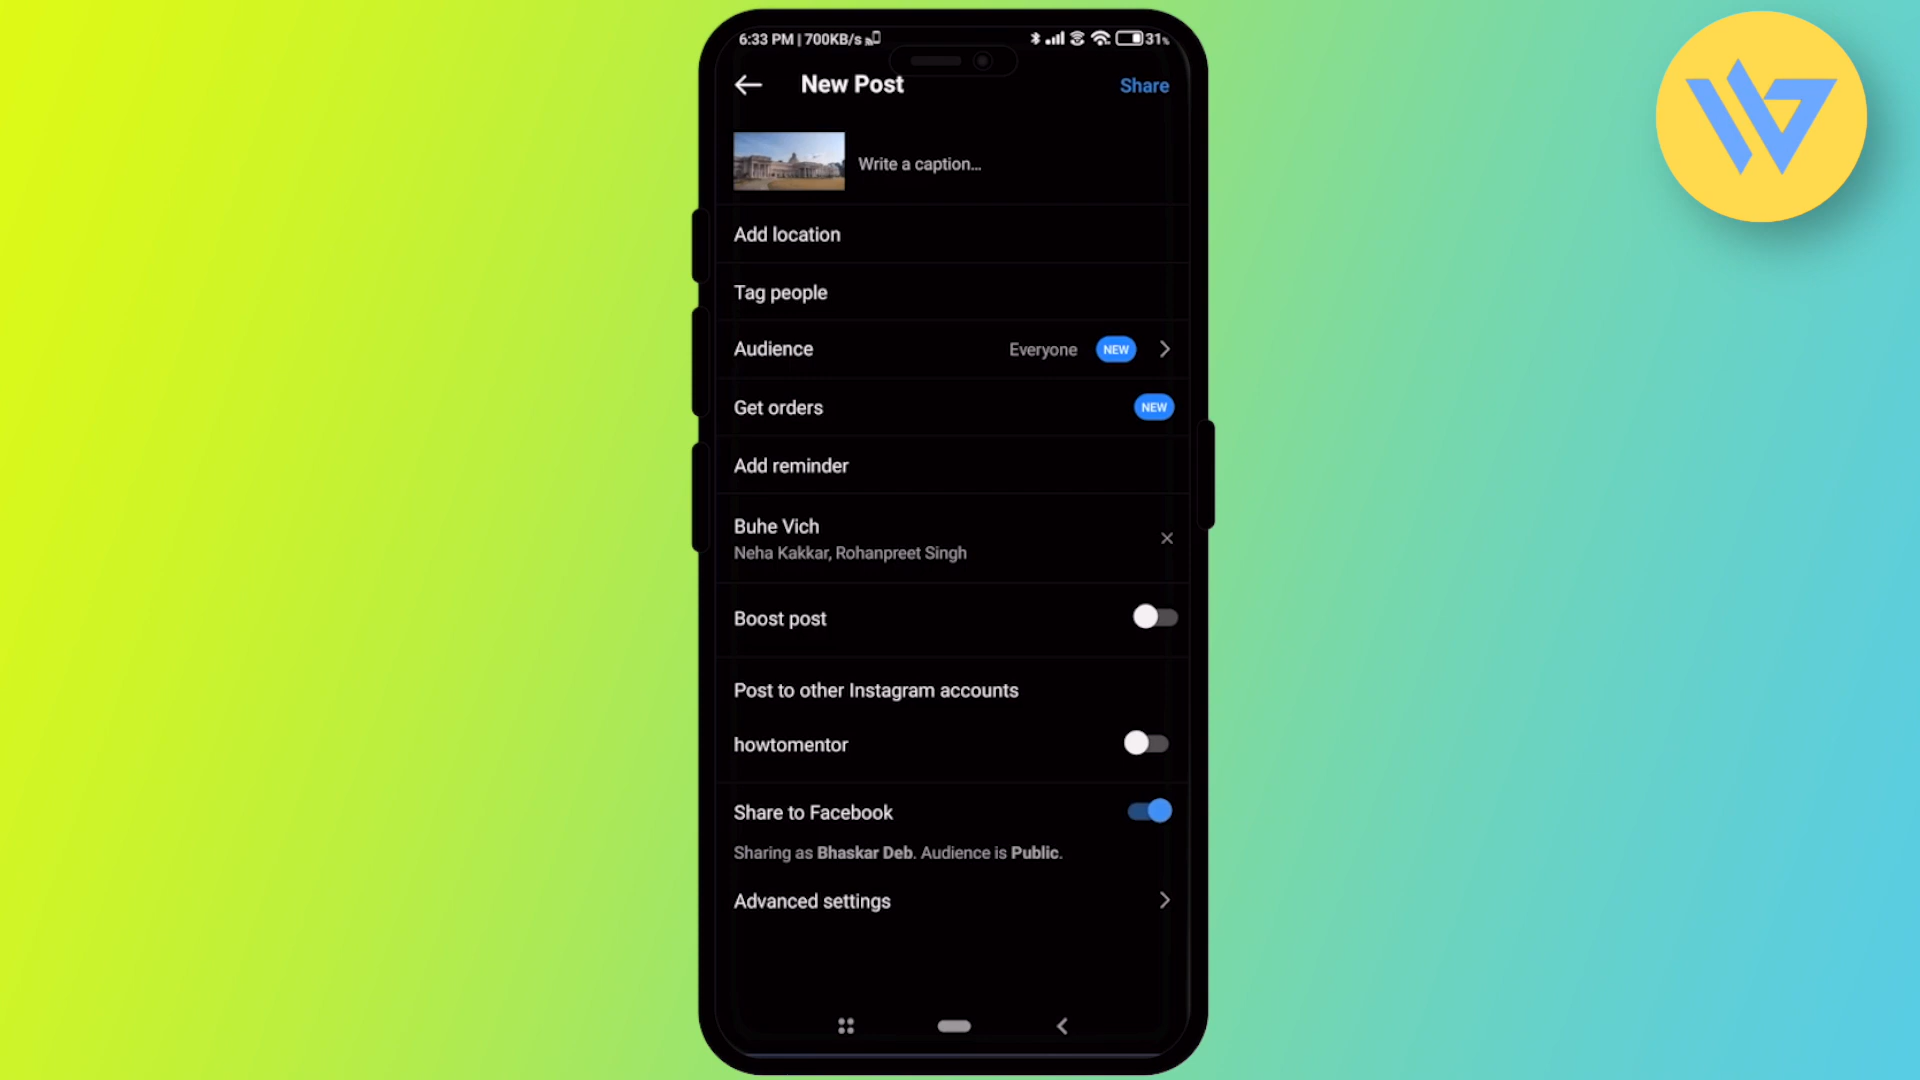 6:33 PM | 700KB/s
31%
New Post
Share
Write a caption...
Add location
Tag people
Audience
Everyone
NEW
Get orders
NEW
Add reminder
Buhe Vich
Neha Kakkar, Rohanpreet Singh
Boost post
Post to other Instagram accounts
howtomentor
Share to Facebook
Sharing as Bhaskar Deb. Audience is Public.
Advanced settings